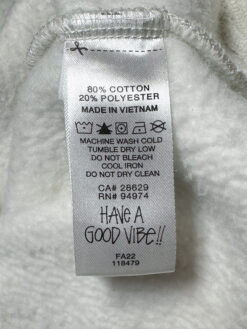 80% COTTON
20% POLYESTER
MADE IN VIETNAM
MACHINE WASH COLD
TUMBLE DRY LOW
DO NOT BLEACH
COOL IRON
DO NOT DRY CLEAN
CA# 28629
RN# 94974
HAVE A
GOOD VIBE!!
FA22
118479